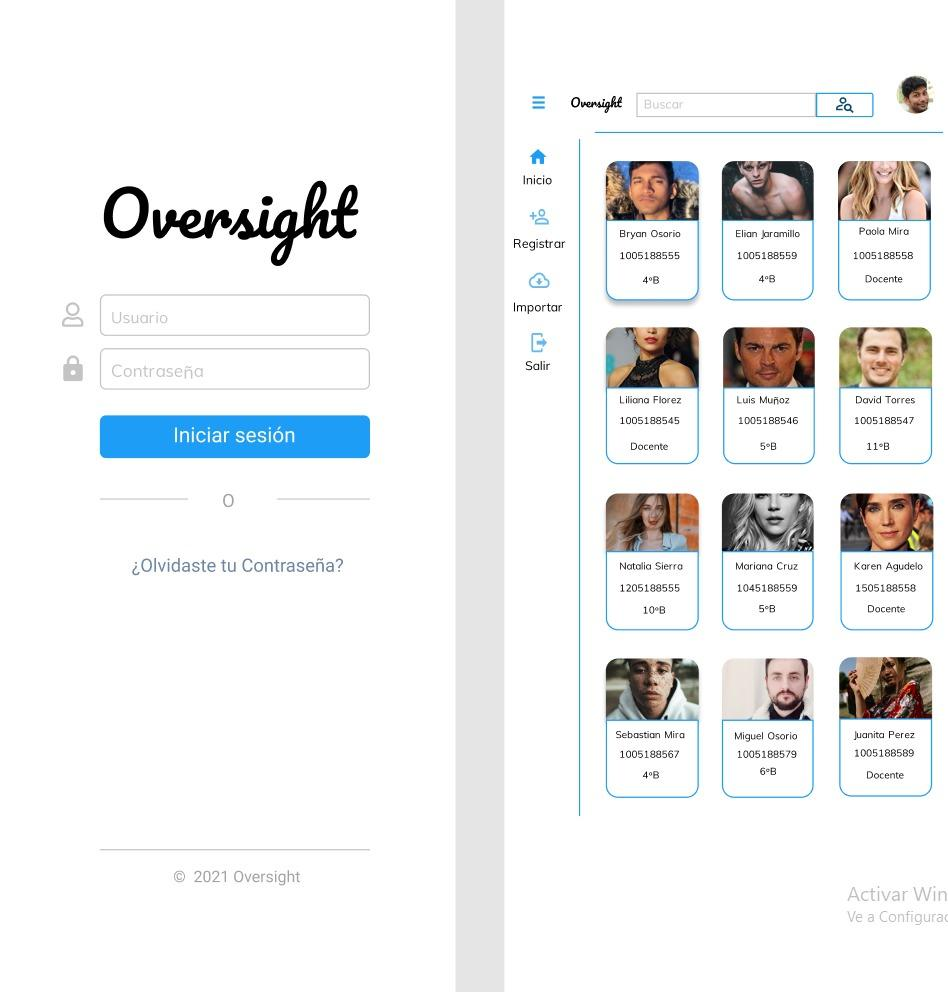 Oversight
Usuario
Contraseña
Iniciar sesión
O
¿Olvidaste tu Contraseña?
© 2021 Oversight
Oversight
Buscar
Inicio
Registrar
Importar
Salir
Bryan Osorio
1005188555
4ºB
Elian Jaramillo
1005188559
4ºB
Paola Mira
1005188558
Docente
Liliana Florez
1005188545
Docente
Luis Muñoz
1005188546
5ºB
David Torres
1005188547
11ºB
Natalia Sierra
1205188555
10ºB
Mariana Cruz
1045188559
5ºB
Karen Agudelo
1505188558
Docente
Sebastian Mira
1005188567
4ºB
Miguel Osorio
1005188579
6ºB
Juanita Perez
1005188589
Docente
Activar Win
Ve a Configurac